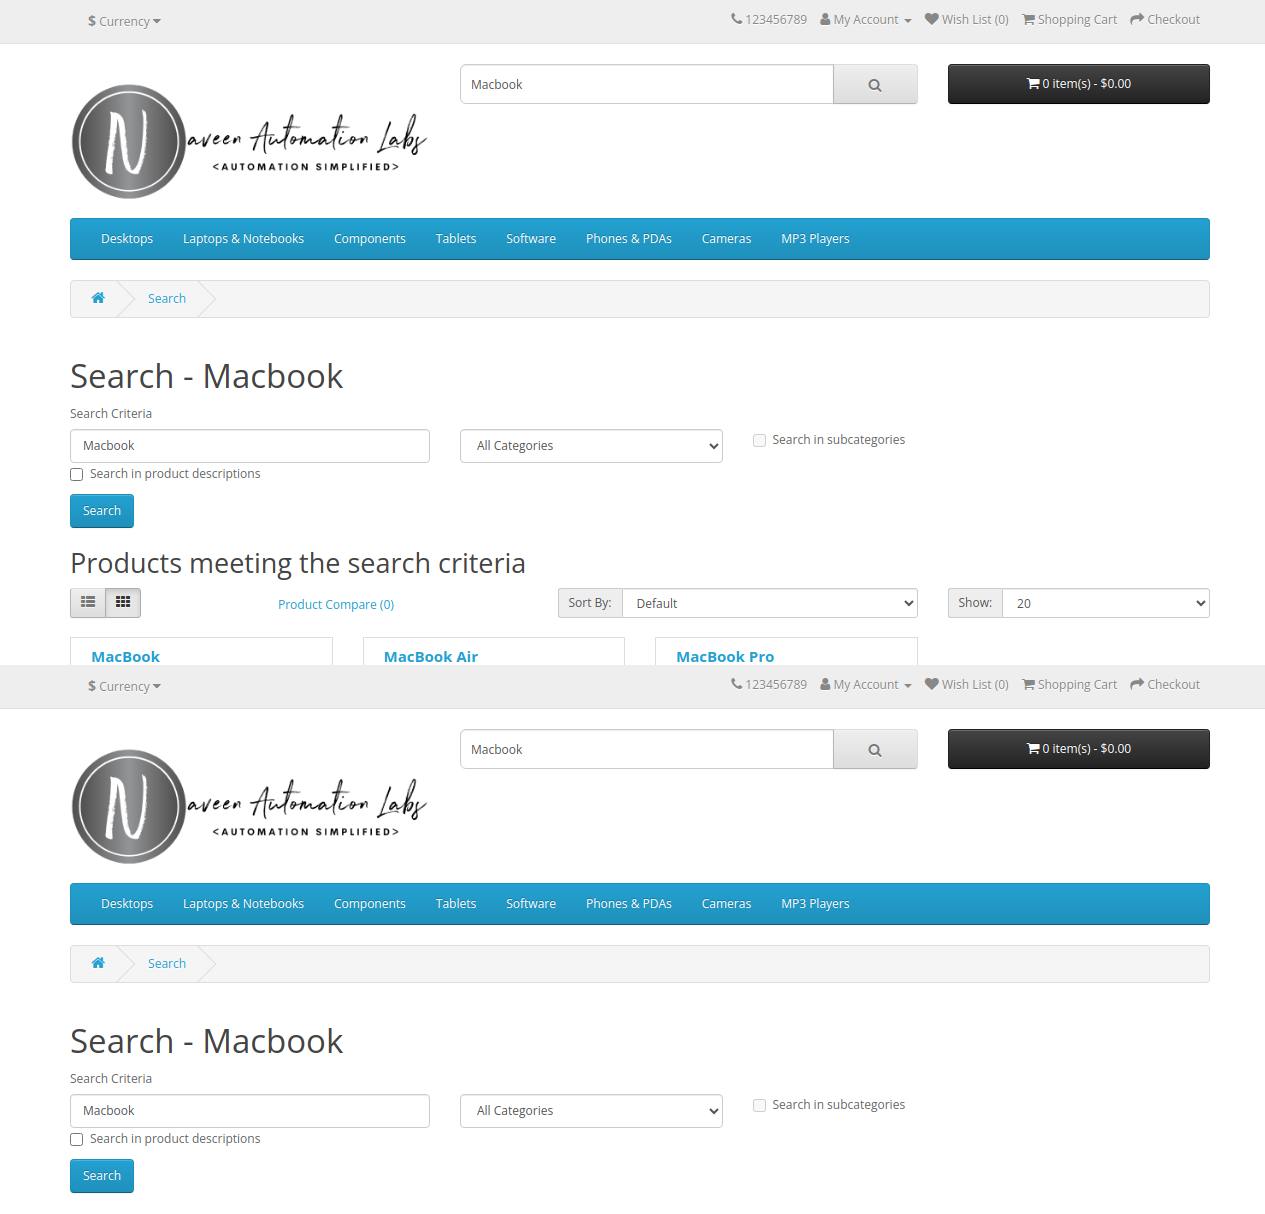 $ Currency 123456789 My Account Wish List (0) Shopping Cart Checkout
Macbook 0 item(s) - $0.00
Naveen Automation Labs
<AUTOMATION SIMPLIFIED>
Desktops Laptops & Notebooks Components Tablets Software Phones & PDAs Cameras MP3 Players
Search
Search - Macbook
Search Criteria
Macbook All Categories Search in subcategories
Search in product descriptions
Search
Products meeting the search criteria
Product Compare (0) Sort By: Default Show: 20
MacBook MacBook Air MacBook Pro
$ Currency 123456789 My Account Wish List (0) Shopping Cart Checkout
Macbook 0 item(s) - $0.00
Naveen Automation Labs
<AUTOMATION SIMPLIFIED>
Desktops Laptops & Notebooks Components Tablets Software Phones & PDAs Cameras MP3 Players
Search
Search - Macbook
Search Criteria
Macbook All Categories Search in subcategories
Search in product descriptions
Search